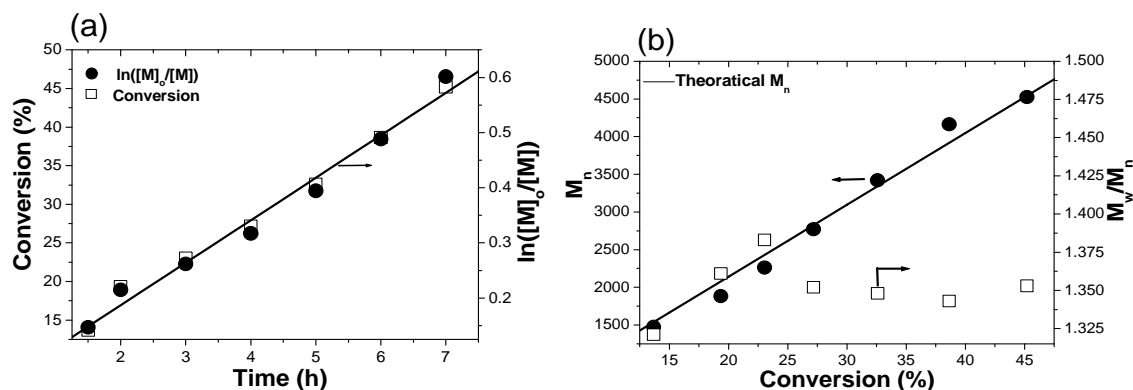 (a)
50
45
40
35
30
25
20
15
Conversion (%)
ln([M]o/[M])
Conversion
0.6
0.5
0.4
0.3
0.2
ln([M]o/[M])
2 3 4 5 6 7
Time (h)
(b)
5000
4500
4000
3500
3000
2500
2000
1500
Mn
Theoratical Mn
1.500
1.475
1.450
1.425
1.400
1.375
1.350
1.325
Mw/Mn
15 20 25 30 35 40 45
Conversion (%)